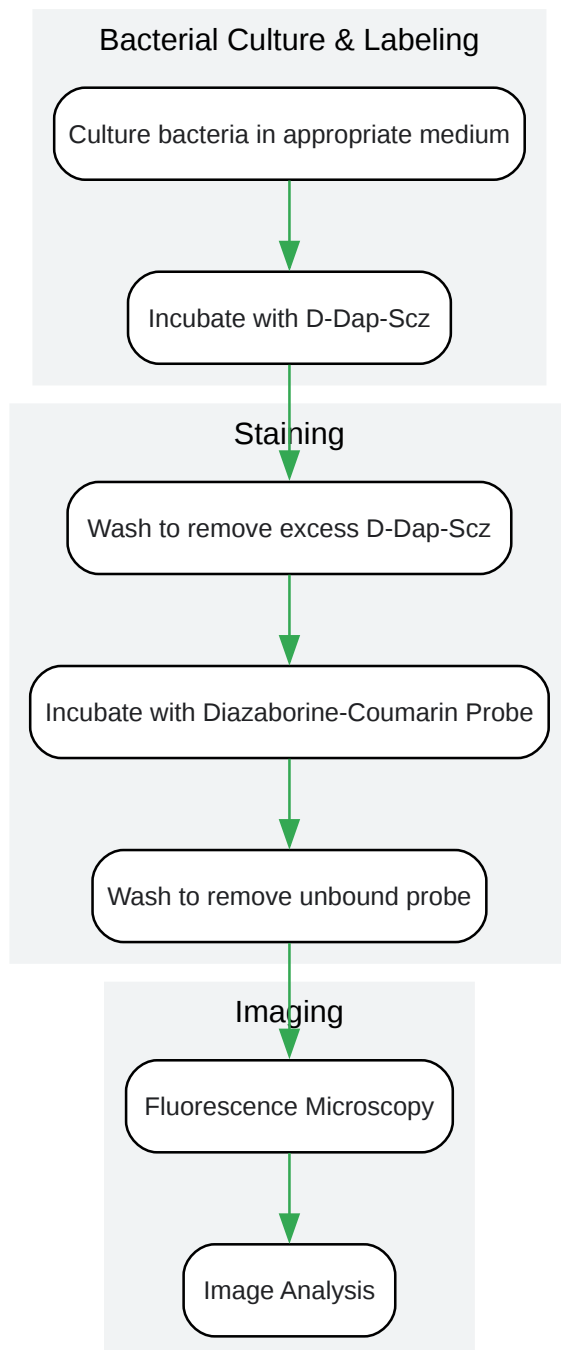 Bacterial Culture & Labeling
Culture bacteria in appropriate medium
Incubate with D-Dap-Scz
Staining
Wash to remove excess D-Dap-Scz
Incubate with Diazaborine-Coumarin Probe
Wash to remove unbound probe
Imaging
Fluorescence Microscopy
Image Analysis